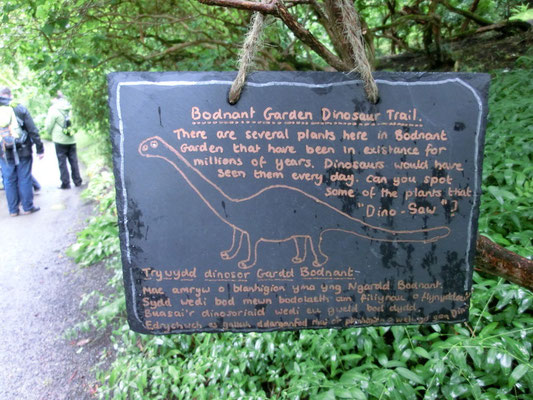 Bodnant Garden Dinosaur Trail.
There are several plants here in Bodnant
Garden that have been in existance for
millions of years. Dinosaurs would have
seen them every day. Can you spot
some of the plants that
"Dino-Saw"?
Trywydd dinosor Gardd Bodnant-
Mae amryw o blanhigion yma yng Ngardd Bodnant
Sydd wedi bod mewn bodolaeth am filiynau o flynyddoedd
Buasai'r dinosoriaid wedi eu gweld bob dydd.
Edrychwch